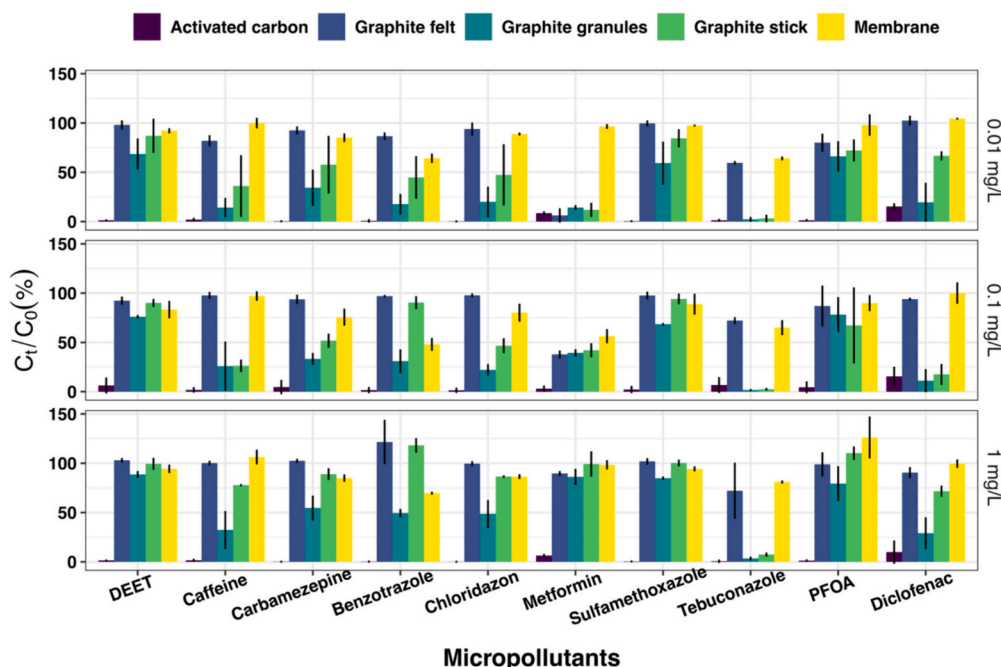 Activated carbon Graphite felt Graphite granules Graphite stick Membrane
150
100
50
0
0.01 mg/L
150
100
50
0
0.1 mg/L
150
100
50
0
1 mg/L
Ct/C0(%)
DEET Caffeine Carbamezepine Benzotrazole Chloridazon Metformin Sulfamethoxazole Tebuconazole PFOA Diclofenac
Micropollutants